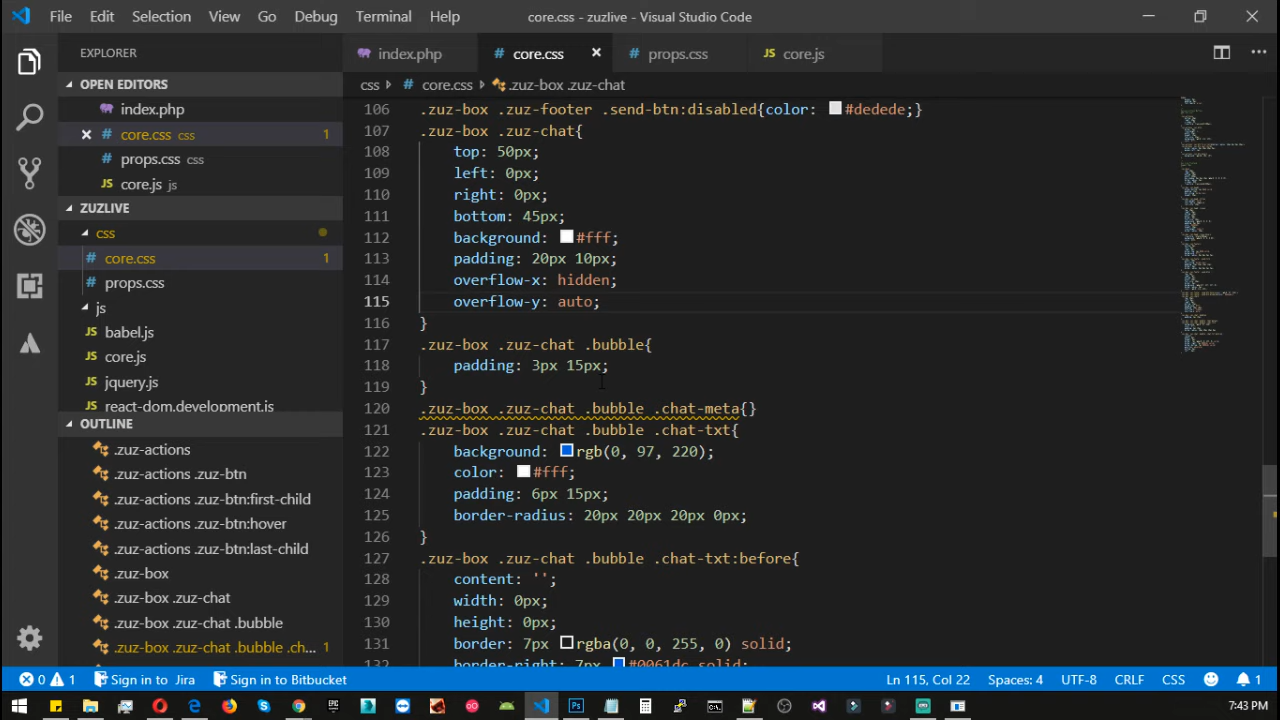 File Edit Selection View Go Debug Terminal Help core.css - zuzlive - Visual Studio Code
EXPLORER
OPEN EDITORS
index.php
core.css css 1
props.css css
core.js js
ZUZLIVE
css
core.css 1
props.css
js
JS babel.js
JS core.js
JS jquery.js
react-dom.development.js
OUTLINE
.zuz-actions
.zuz-actions .zuz-btn
.zuz-actions .zuz-btn:first-child
.zuz-actions .zuz-btn:hover
.zuz-actions .zuz-btn:last-child
.zuz-box
.zuz-box .zuz-chat
.zuz-box .zuz-chat .bubble
.zuz-box .zuz-chat .bubble .ch... 1
index.php # core.css # props.css JS core.js
css > # core.css > .zuz-box .zuz-chat
106 .zuz-box .zuz-footer .send-btn:disabled{color: #dedede;}
107 .zuz-box .zuz-chat{
108 top: 50px;
109 left: 0px;
110 right: 0px;
111 bottom: 45px;
112 background: #fff;
113 padding: 20px 10px;
114 overflow-x: hidden;
115 overflow-y: auto;
116 }
117 .zuz-box .zuz-chat .bubble{
118 padding: 3px 15px;
119 }
120 .zuz-box .zuz-chat .bubble .chat-meta{}
121 .zuz-box .zuz-chat .bubble .chat-txt{
122 background: rgb(0, 97, 220);
123 color: #fff;
124 padding: 6px 15px;
125 border-radius: 20px 20px 20px 0px;
126 }
127 .zuz-box .zuz-chat .bubble .chat-txt:before{
128 content: '';
129 width: 0px;
130 height: 0px;
131 border: 7px rgba(0, 0, 255, 0) solid;
132 border-right: 7px #0061dc solid;
0 1 Sign in to Jira Sign in to Bitbucket Ln 115, Col 22 Spaces: 4 UTF-8 CRLF CSS 1
7:43 PM